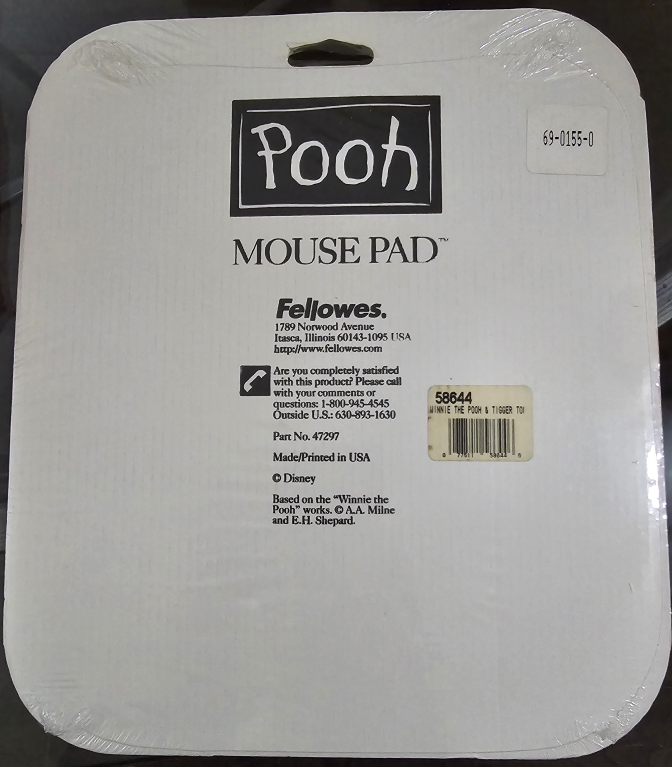 Pooh
69-0155-0
MOUSE PAD™
Fellowes.
1789 Norwood Avenue
Itasca, Illinois 60143-1095 USA
http://www.fellowes.com
Are you completely satisfied
with this product? Please call
with your comments or
questions: 1-800-945-4545
Outside U.S.: 630-893-1630
58644
WINNIE THE POOH & TIGGER TOO
Part No. 47297
Made/Printed in USA
© Disney
Based on the "Winnie the
Pooh" works. © A.A. Milne
and E.H. Shepard.